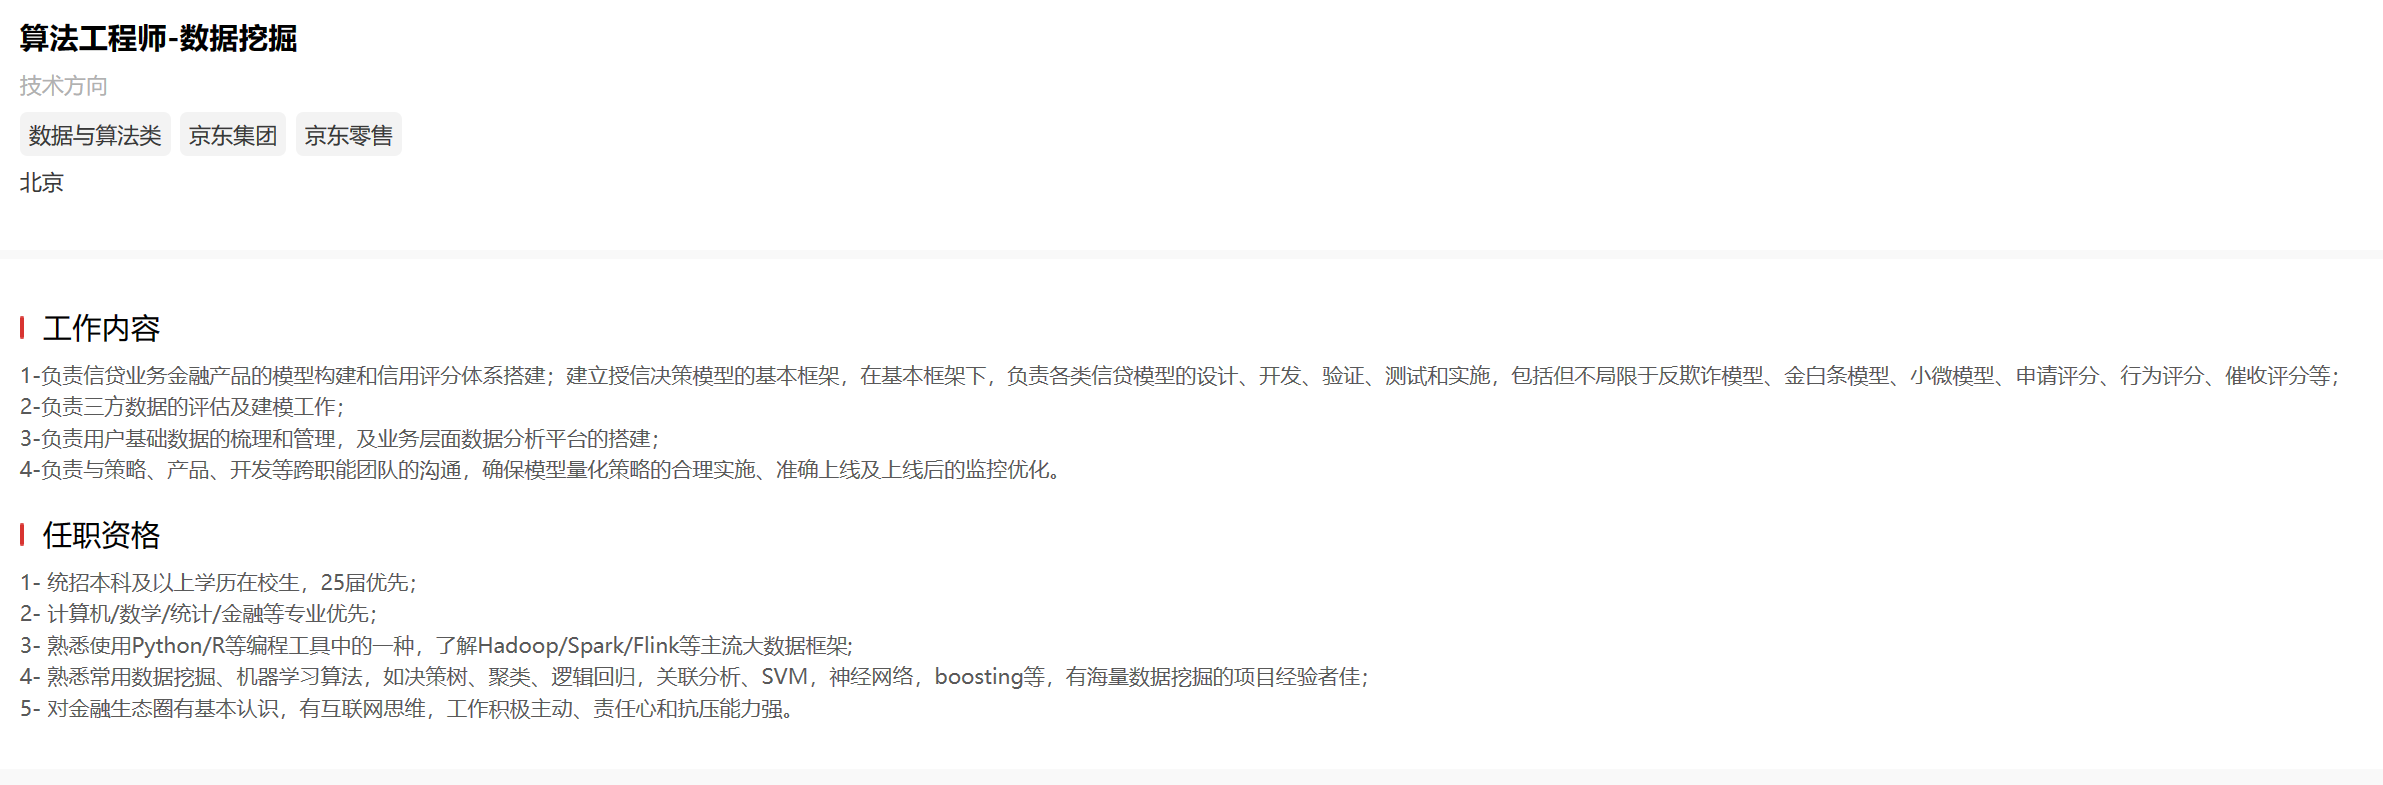 算法工程师-数据挖掘
技术方向
数据与算法类 京东集团 京东零售
北京
工作内容
1-负责信贷业务金融产品的模型构建和信用评分体系搭建；建立授信决策模型的基本框架，在基本框架下，负责各类信贷模型的设计、开发、验证、测试和实施，包括但不局限于反欺诈模型、金白条模型、小微模型、申请评分、行为评分、催收评分等；
2-负责三方数据的评估及建模工作；
3-负责用户基础数据的梳理和管理，及业务层面数据分析平台的搭建；
4-负责与策略、产品、开发等跨职能团队的沟通，确保模型量化策略的合理实施、准确上线及上线后的监控优化。
任职资格
1- 统招本科及以上学历在校生，25届优先；
2- 计算机/数学/统计/金融等专业优先；
3- 熟悉使用Python/R等编程工具中的一种，了解Hadoop/Spark/Flink等主流大数据框架;
4- 熟悉常用数据挖掘、机器学习算法，如决策树、聚类、逻辑回归，关联分析、SVM，神经网络，boosting等，有海量数据挖掘的项目经验者佳；
5- 对金融生态圈有基本认识，有互联网思维，工作积极主动、责任心和抗压能力强。